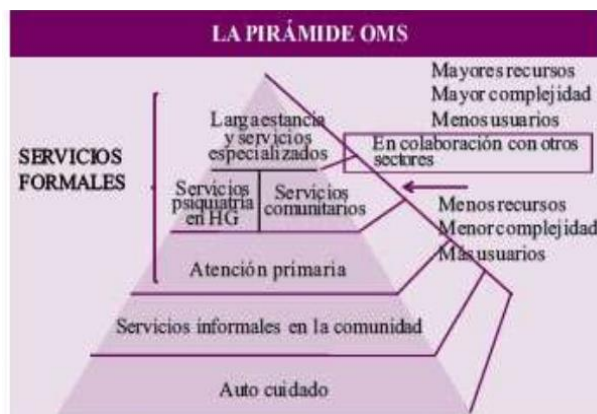 LA PIRÁMIDE OMS
Mayores recursos
Mayor complejidad
Menos usuarios
Larga estancia
y servicios
especializados
En colaboración con otros
sectores
SERVICIOS
FORMALES
Servicios
psiquiatría
en HG
Servicios
comunitarios
Menos recursos
Menor complejidad
Más usuarios
Atención primaria
Servicios informales en la comunidad
Auto cuidado